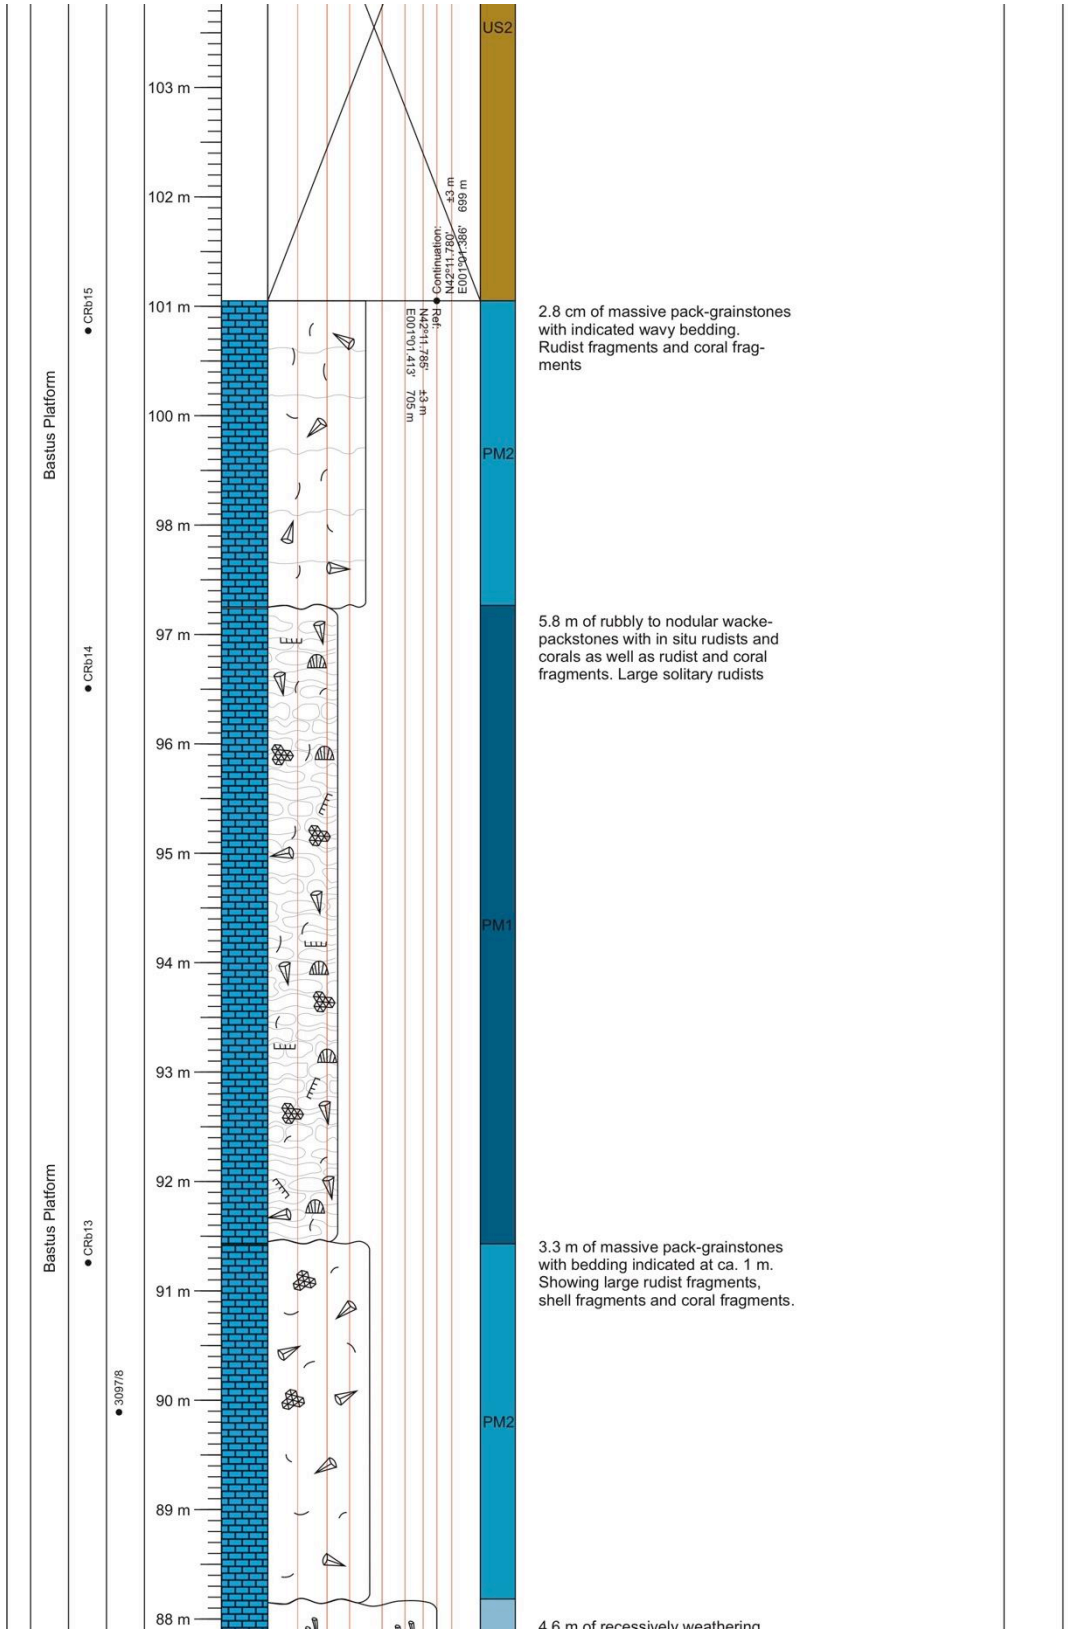 US2
103 m
102 m
Continuation:
N42°11.780' ±3 m
E001°01.386' 699 m
101 m
CRb15
Ref:
N42°11.785' ±3 m
E001°01.413' 705 m
2.8 cm of massive pack-grainstones
with indicated wavy bedding.
Rudist fragments and coral frag-
ments
Bastus Platform
100 m
PM2
98 m
97 m
5.8 m of rubbly to nodular wacke-
packstones with in situ rudists and
corals as well as rudist and coral
fragments. Large solitary rudists
CRb14
96 m
95 m
PM1
94 m
93 m
92 m
Bastus Platform
CRb13
3.3 m of massive pack-grainstones
with bedding indicated at ca. 1 m.
Showing large rudist fragments,
shell fragments and coral fragments.
91 m
3097/8
90 m
PM2
89 m
88 m
4.6 m of recessively weathering